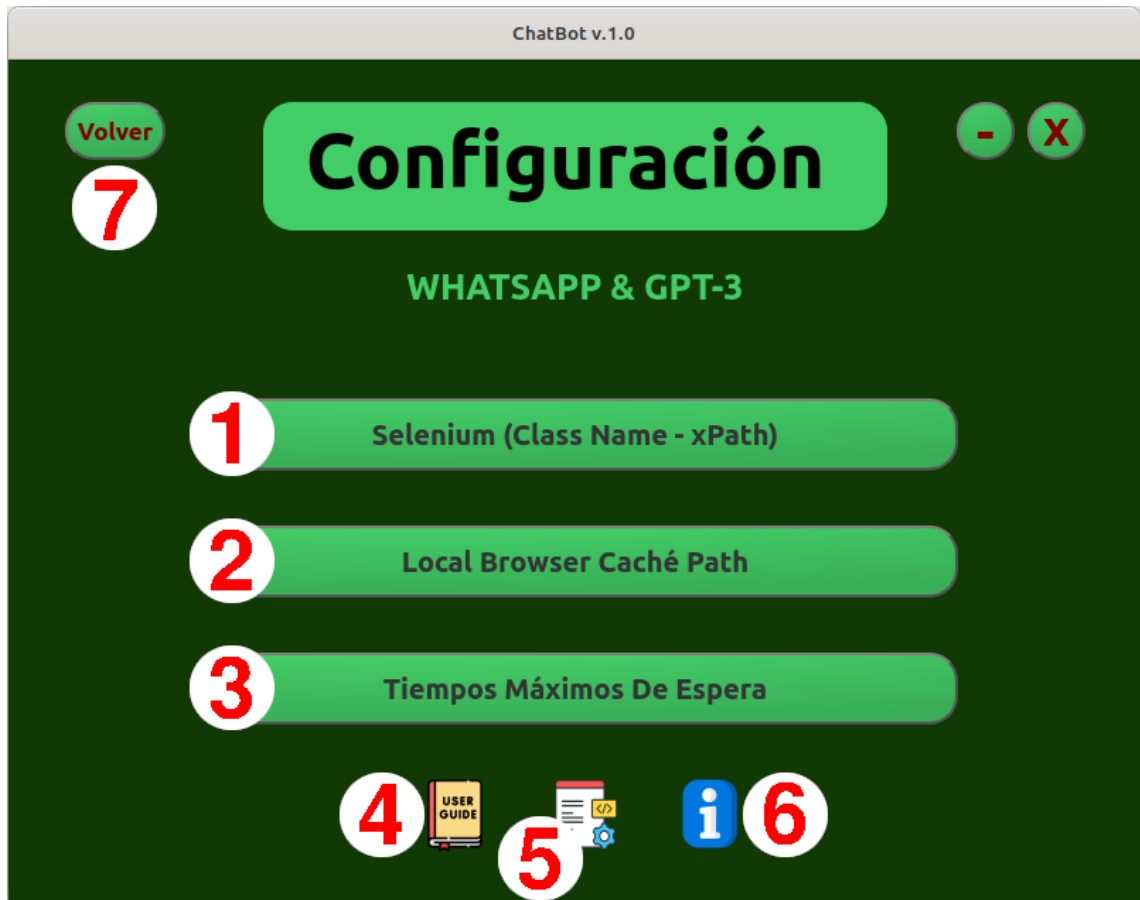 ChatBot v.1.0
Volver
Configuración
-
X
7
WHATSAPP & GPT-3
1
Selenium (Class Name - xPath)
2
Local Browser Caché Path
3
Tiempos Máximos De Espera
4
USER
GUIDE
</>
5
i
6